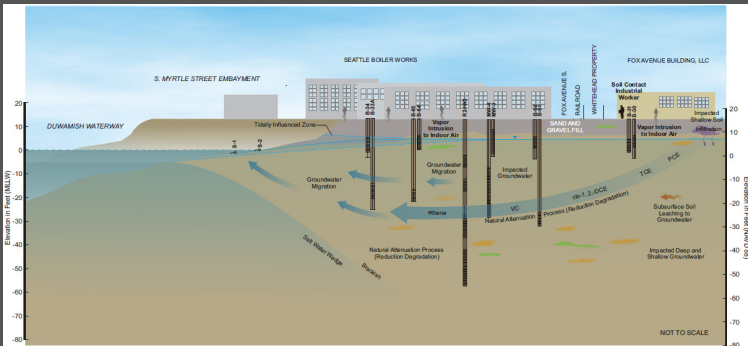 SEATTLE BOILER WORKS
FOX AVENUE BUILDING, LLC
S. MYRTLE STREET EMBAYMENT
FOX AVENUE S.
RAILROAD
WHITEHEAD PROPERTY
Soil Contact
Industrial
Worker
DUWAMISH WATERWAY
Tidally Influenced Zone
Vapor
Intrusion
to Indoor Air
SAND AND
GRAVEL FILL
Vapor Intrusion
to Indoor Air
Impacted
Shallow Soil
S-1
S-2
Groundwater
Migration
Groundwater
Migration
Impacted
Groundwater
PCE
TCE
cis-1, 2,-DCE
VC
Ethene
Natural Attenuation Process (Reduction Degradation)
Subsurface Soil
Leaching to
Groundwater
Natural Attenuation Process
(Reduction Degradation)
Salt Water Wedge
Brackish
Impacted Deep and
Shallow Groundwater
NOT TO SCALE
Elevation in Feet (MLLW)
20
10
0
-10
-20
-30
-40
-50
-60
-70
-80
Elevation in Feet
20
10
0
-10
-20
-30
-40
-50
-60
-70
-80